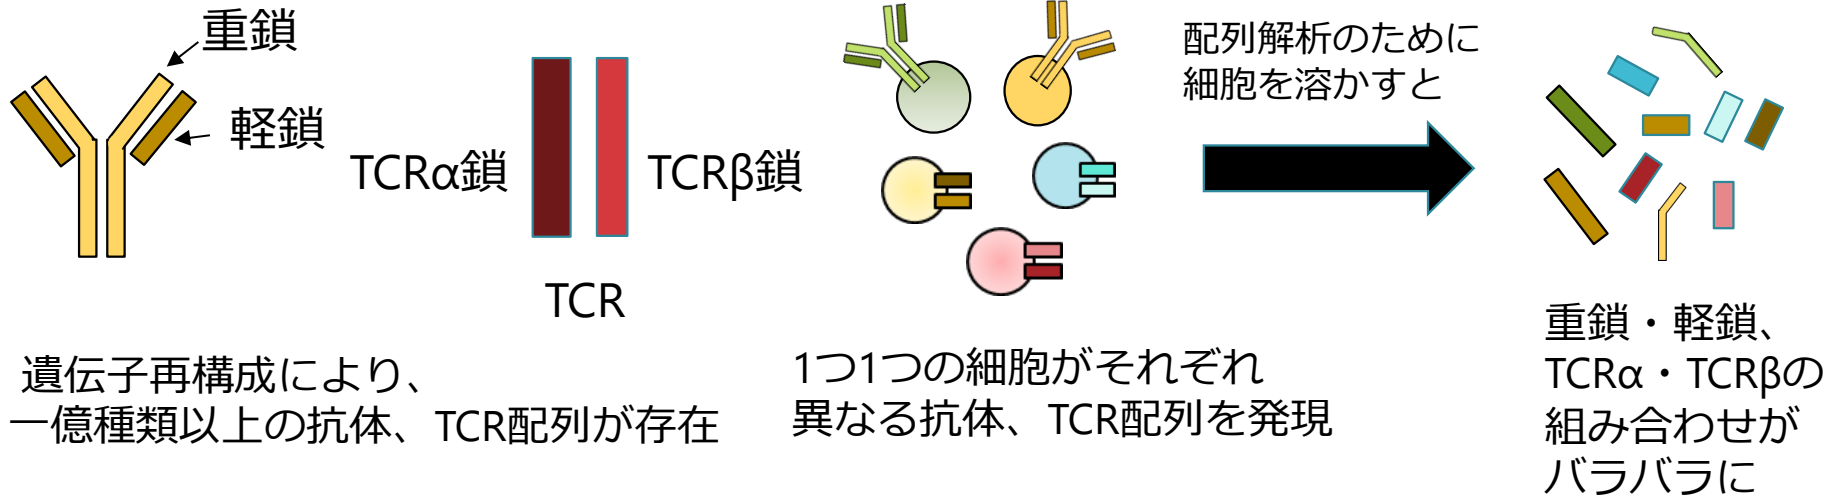 重鎖
軽鎖
TCRα鎖
TCRβ鎖
TCR
遺伝子再構成により、
一億種類以上の抗体、TCR配列が存在
1つ1つの細胞がそれぞれ
異なる抗体、TCR配列を発現
配列解析のために
細胞を溶かすと
重鎖・軽鎖、
TCRα・TCRβの
組み合わせが
バラバラに